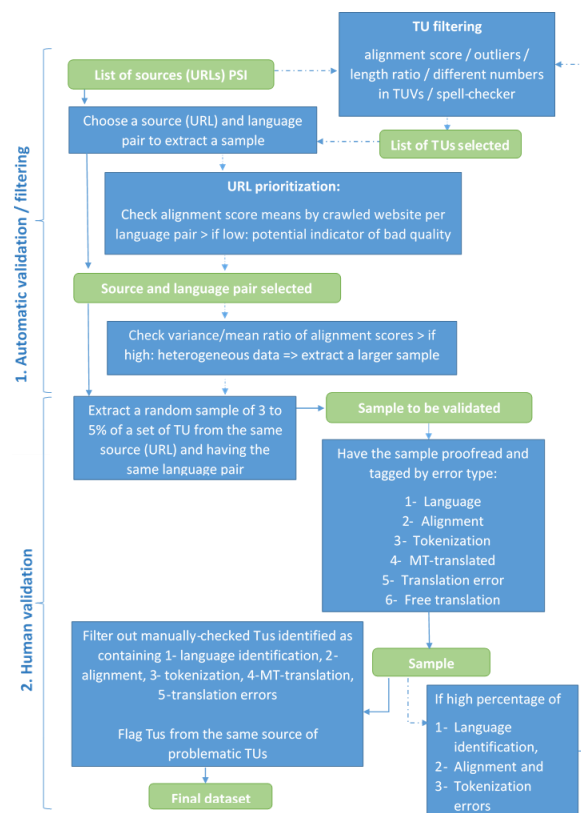 TU filtering
alignment score / outliers /
length ratio / different numbers
in TUVs / spell-checker
List of sources (URLs) PSI
Choose a source (URL) and language
pair to extract a sample
List of TUs selected
URL prioritization:
Check alignment score means by crawled website per
language pair > if low: potential indicator of bad quality
Source and language pair selected
Check variance/mean ratio of alignment scores > if
high: heterogeneous data => extract a larger sample
1. Automatic validation / filtering
Extract a random sample of 3 to
5% of a set of TU from the same
source (URL) and having the
same language pair
Sample to be validated
Have the sample proofread and
tagged by error type:
1- Language
2- Alignment
3- Tokenization
4- MT-translated
5- Translation error
6- Free translation
2. Human validation
Filter out manually-checked Tus identified as
containing 1- language identification, 2-
alignment, 3- tokenization, 4-MT-translation,
5-translation errors
Flag Tus from the same source of
problematic TUs
Sample
If high percentage of
1- Language
identification,
2- Alignment and
3- Tokenization
errors
Final dataset